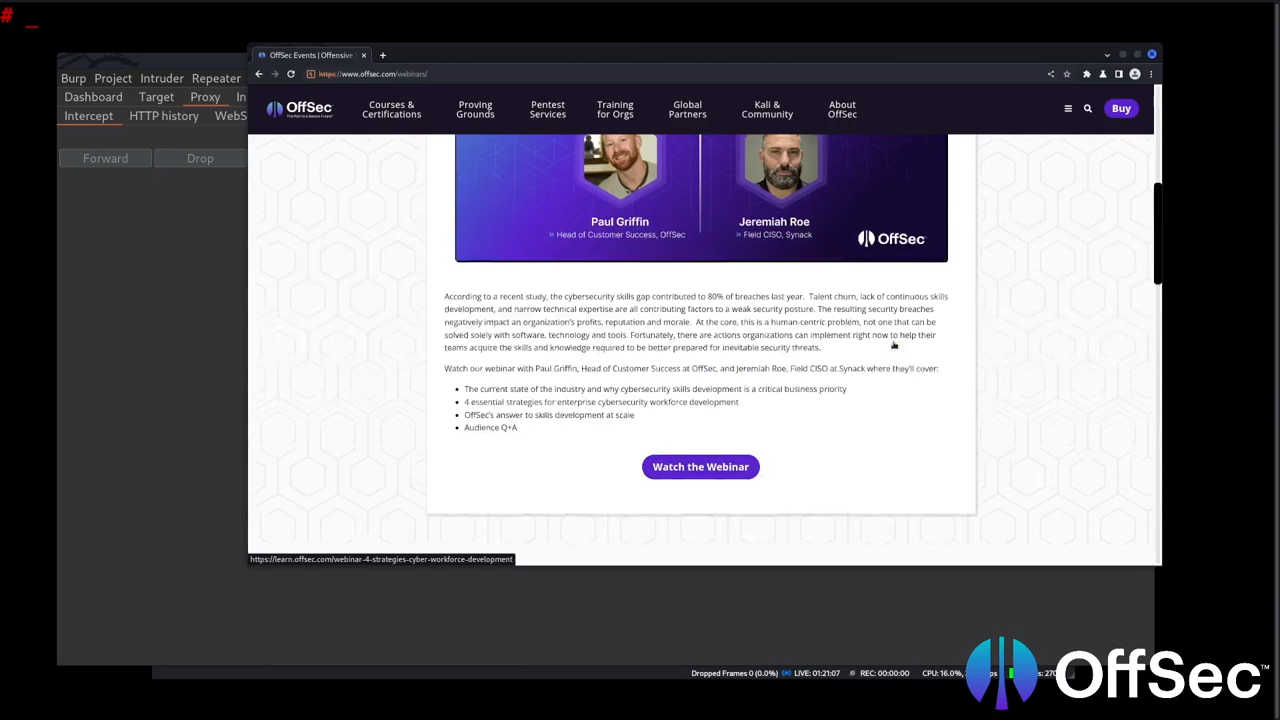 # _
OffSec Events | Offensive
Burp Project Intruder Repeater
https://www.offsec.com/webinars/
Dashboard Target Proxy In
Intercept HTTP history WebS
Forward Drop
OffSec
Courses & Certifications
Proving Grounds
Pentest Services
Training for Orgs
Global Partners
Kali & Community
About OffSec
Buy
Paul Griffin
» Head of Customer Success, OffSec
Jeremiah Roe
» Field CISO, Synack
OffSec
According to a recent study, the cybersecurity skills gap contributed to 80% of breaches last year. Talent churn, lack of continuous skills
development, and narrow technical expertise are all contributing factors to a weak security posture. The resulting security breaches
negatively impact an organization's profits, reputation and morale. At the core, this is a human-centric problem, not one that can be
solved solely with software, technology and tools. Fortunately, there are actions organizations can implement right now to help their
teams acquire the skills and knowledge required to be better prepared for inevitable security threats.
Watch our webinar with Paul Griffin, Head of Customer Success at OffSec, and Jeremiah Roe, Field CISO at Synack where they'll cover:
• The current state of the industry and why cybersecurity skills development is a critical business priority
• 4 essential strategies for enterprise cybersecurity workforce development
• OffSec's answer to skills development at scale
• Audience Q+A
Watch the Webinar
https://learn.offsec.com/webinar-4-strategies-cyber-workforce-development
Dropped Frames 0 (0.0%) LIVE: 01:21:07 REC: 00:00:00 CPU: 16.0%
OffSec™